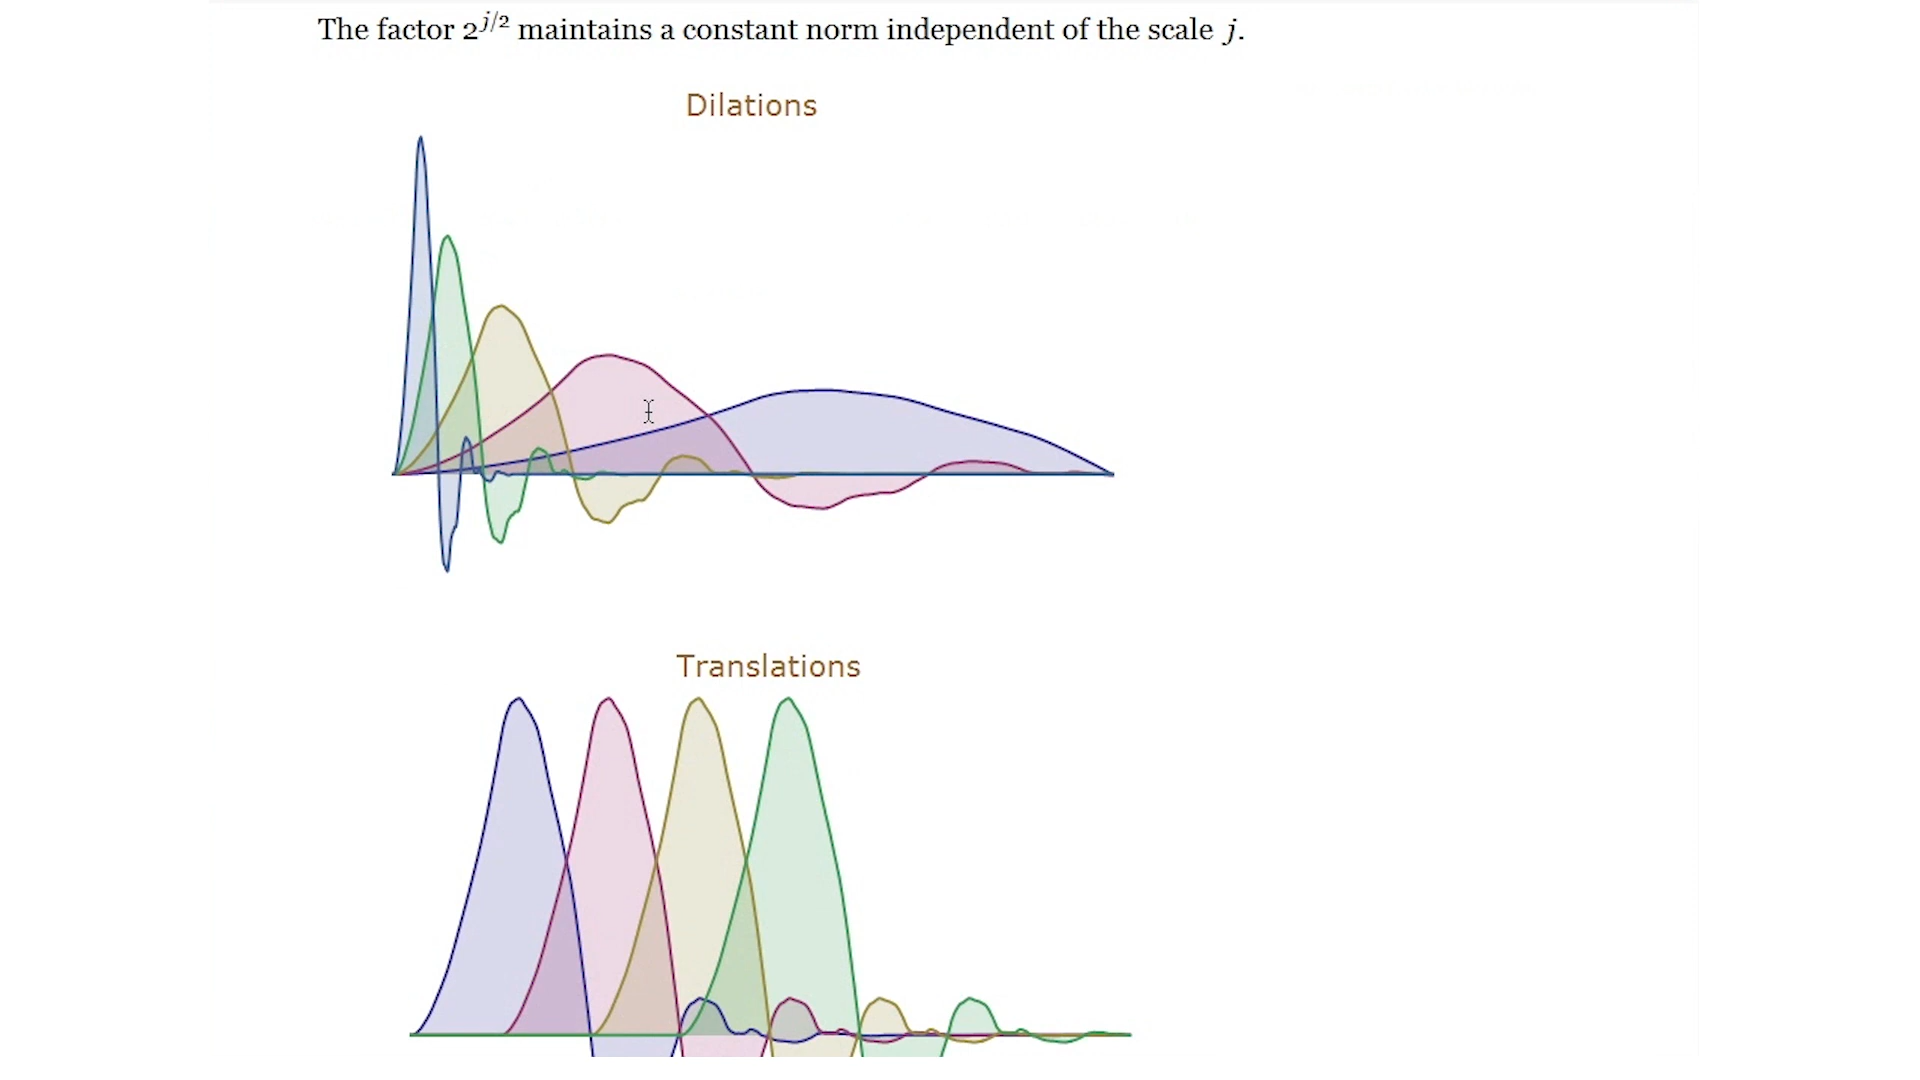 The factor 2^{j/2} maintains a constant norm independent of the scale j.
Dilations
Translations